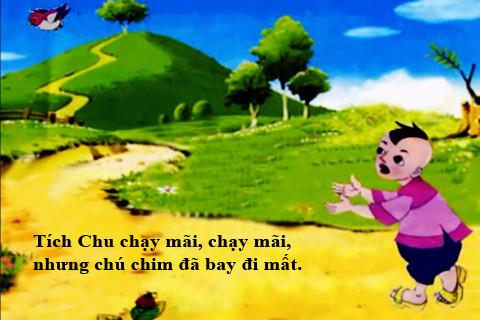 Tích Chu chạy mãi, chạy mãi,
nhưng chú chim đã bay đi mất.